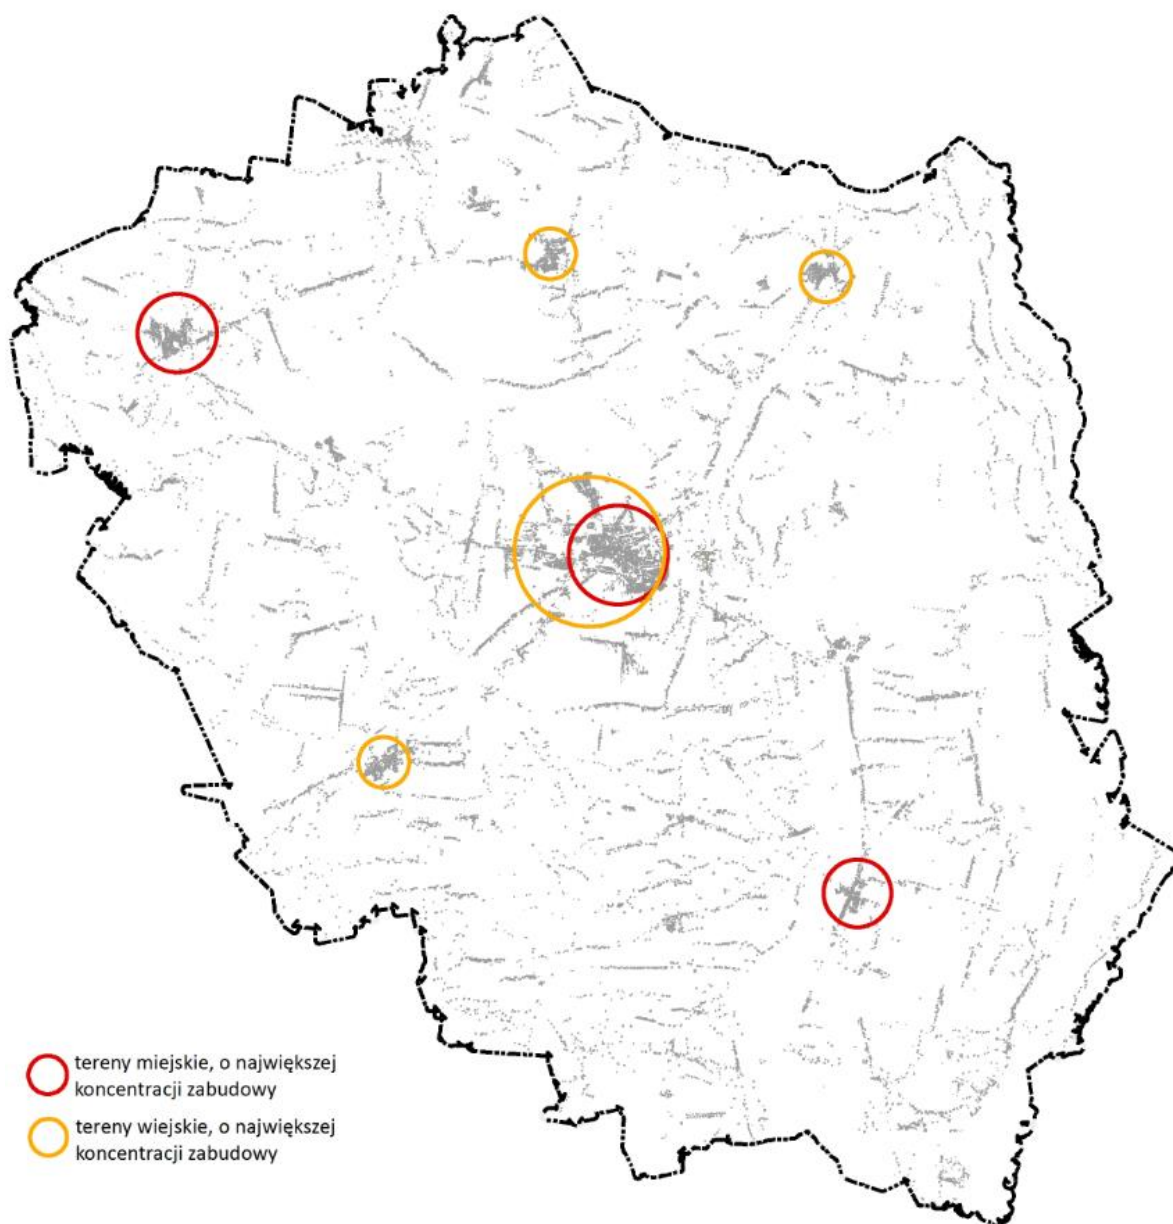 tereny miejskie, o największej
koncentracji zabudowy
tereny wiejskie, o największej
koncentracji zabudowy